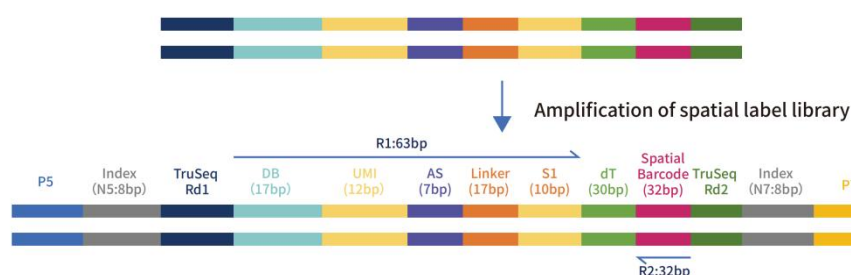 Amplification of spatial label library
R1:63bp
P5
Index
(N5:8bp)
TruSeq
Rd1
DB
(17bp)
UMI
(12bp)
AS
(7bp)
Linker
(17bp)
S1
(10bp)
dT
(30bp)
Spatial
Barcode
(32bp)
TruSeq
Rd2
Index
(N7:8bp)
P
R2:32bp